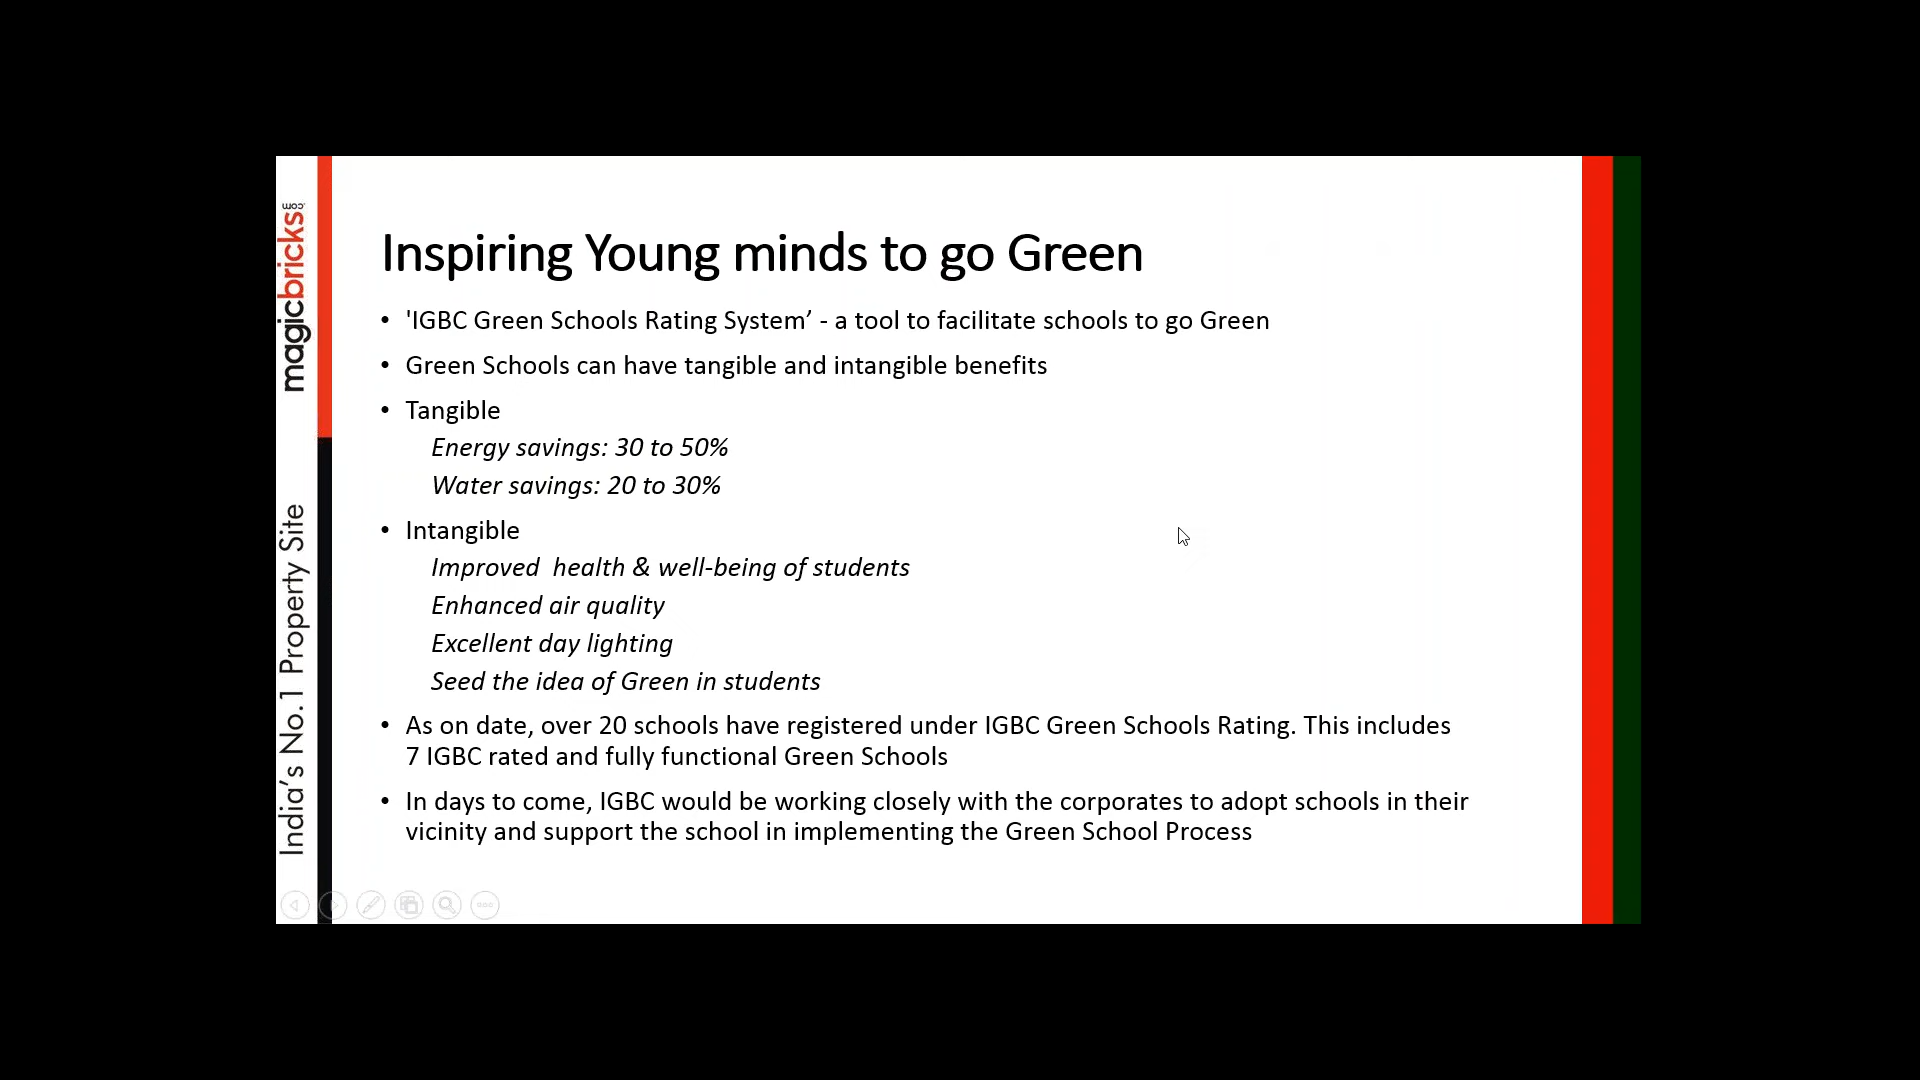 magicbricks.com
India's No.1 Property Site
Inspiring Young minds to go Green
• 'IGBC Green Schools Rating System’ - a tool to facilitate schools to go Green
• Green Schools can have tangible and intangible benefits
• Tangible
Energy savings: 30 to 50%
Water savings: 20 to 30%
• Intangible
Improved  health & well-being of students
Enhanced air quality
Excellent day lighting
Seed the idea of Green in students
• As on date, over 20 schools have registered under IGBC Green Schools Rating. This includes
7 IGBC rated and fully functional Green Schools
• In days to come, IGBC would be working closely with the corporates to adopt schools in their
vicinity and support the school in implementing the Green School Process